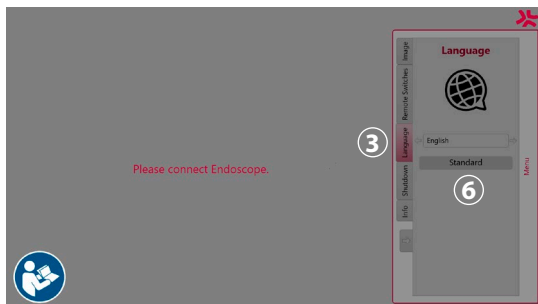 Please connect Endoscope.
Image
Remote Switches
Language
Shutdown
Info
Language
English
Standard
Menu
3
6